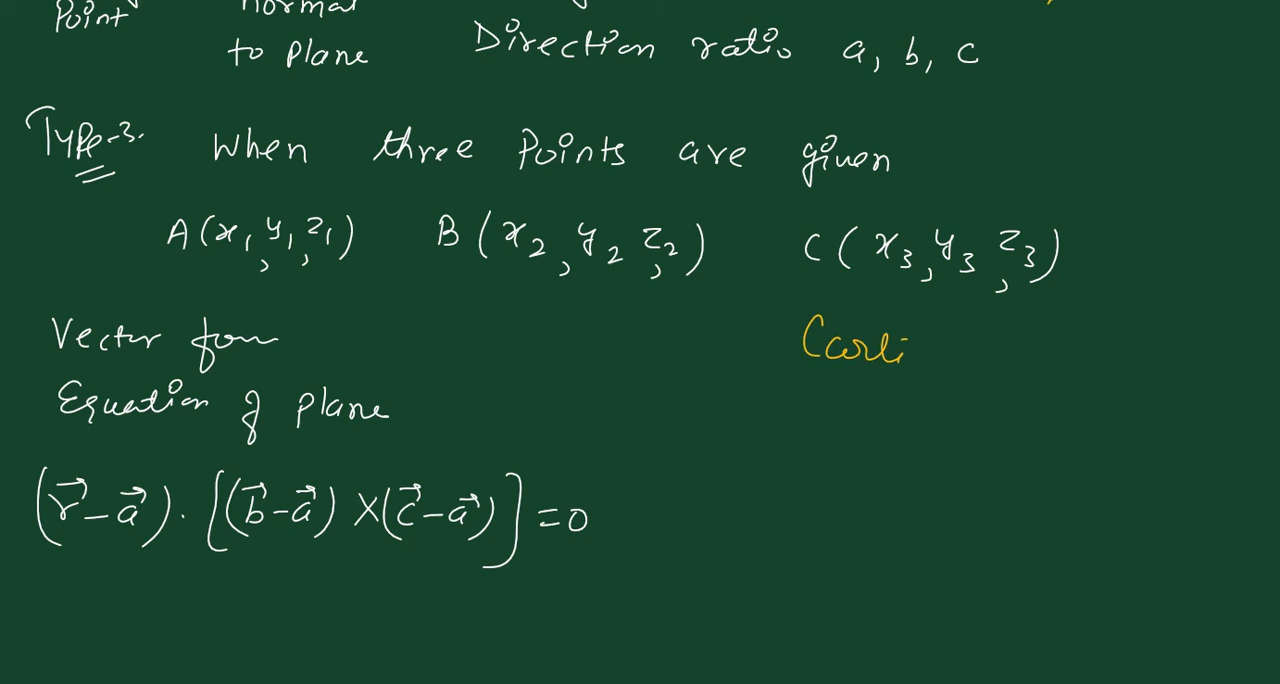 Point normal
to plane Direction ratio a, b, c
Type-3. When three Points are given
A(x₁, y₁, z₁) B(x₂, y₂, z₂) C(x₃, y₃, z₃)
Vector form Carti
Equation of plane
(r⃗-a⃗).[(b⃗-a⃗)×(c⃗-a⃗)]=0